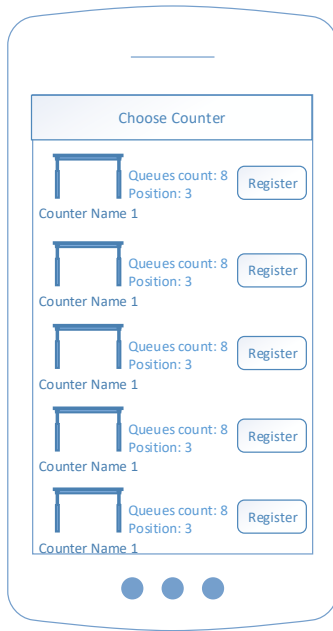 Choose Counter
Queues count: 8
Position: 3
Register
Counter Name 1
Queues count: 8
Position: 3
Register
Counter Name 1
Queues count: 8
Position: 3
Register
Counter Name 1
Queues count: 8
Position: 3
Register
Counter Name 1
Queues count: 8
Position: 3
Register
Counter Name 1